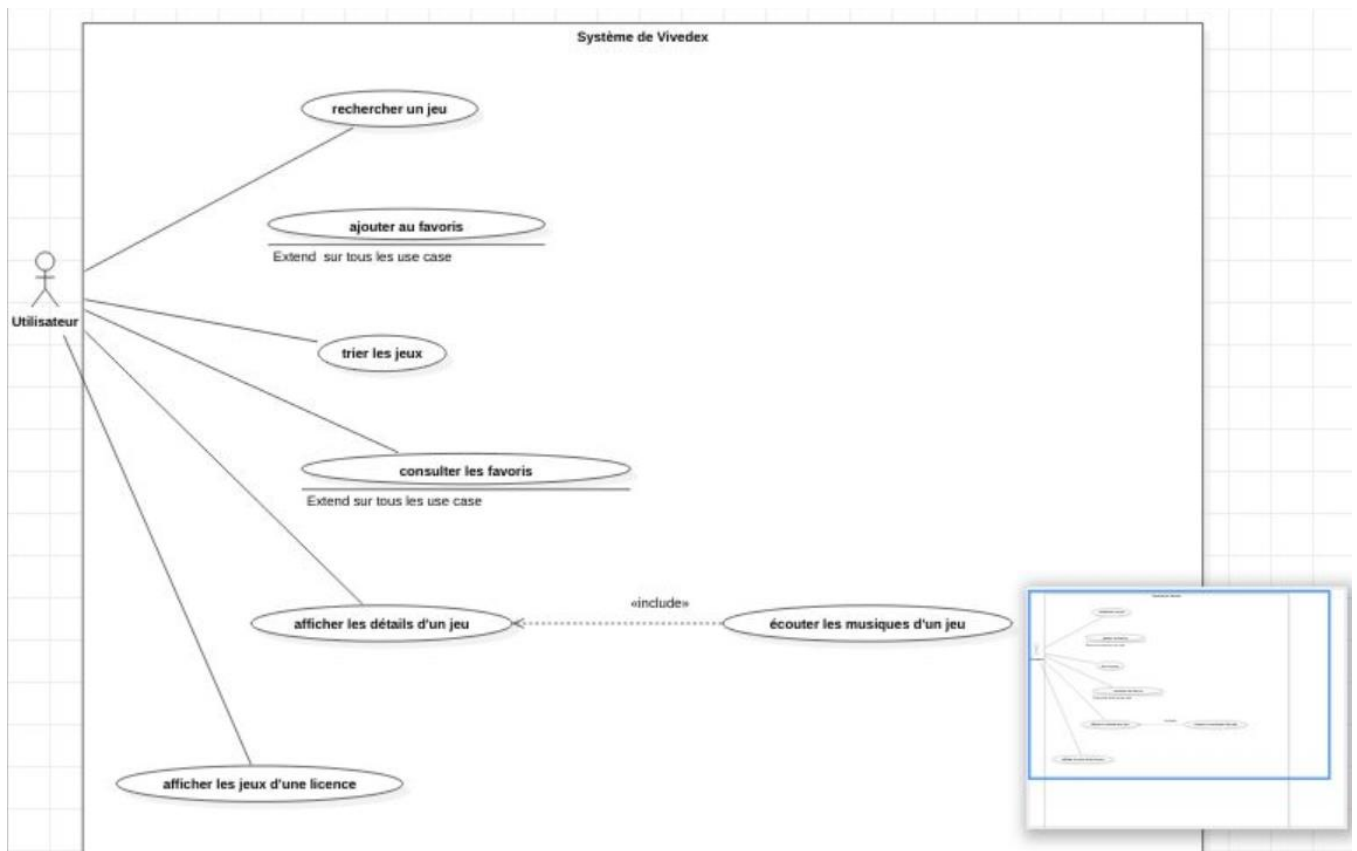 Système de Vivedex
rechercher un jeu
ajouter au favoris
Extend sur tous les use case
Utilisateur
trier les jeux
consulter les favoris
Extend sur tous les use case
«include»
afficher les détails d'un jeu
écouter les musiques d'un jeu
afficher les jeux d'une licence